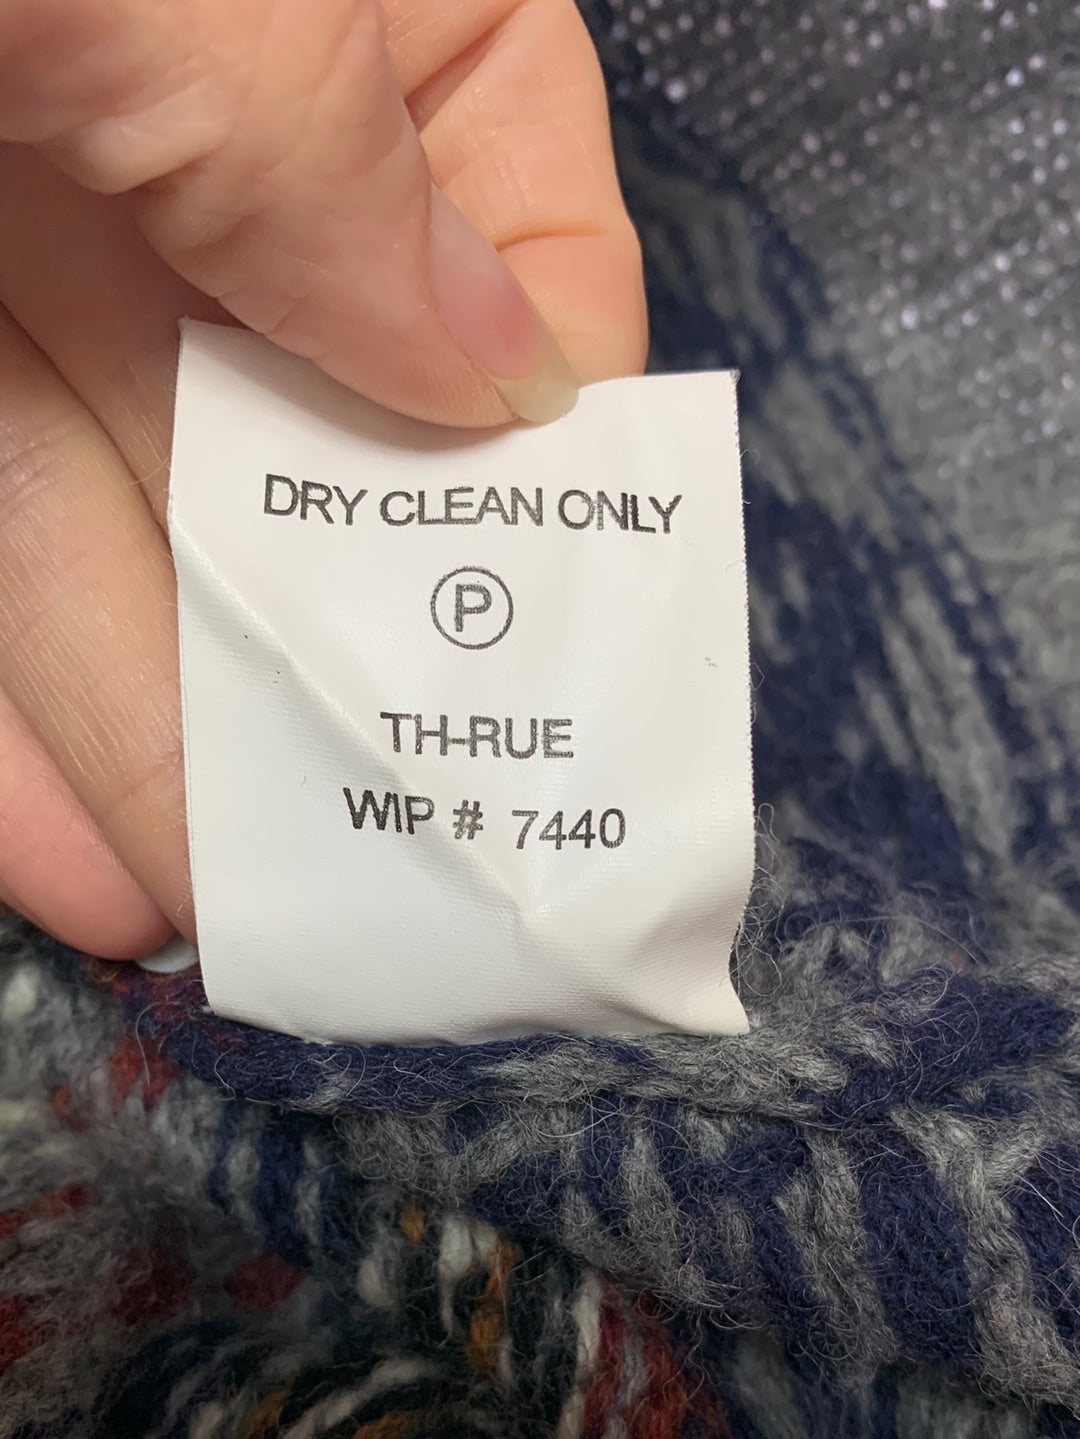 DRY CLEAN ONLY
P
TH-RUE
WIP # 7440